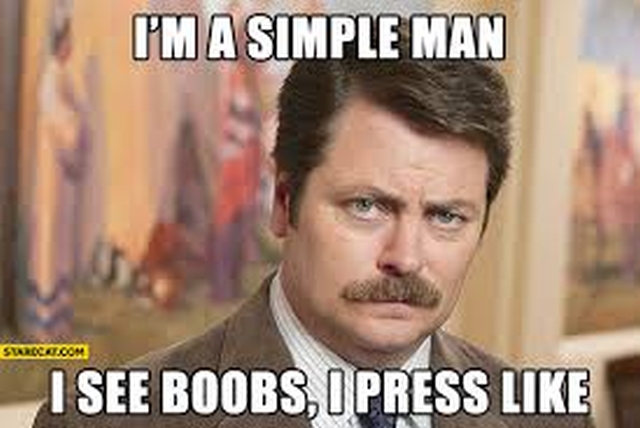 I'M A SIMPLE MAN
STARECAT.COM
I SEE BOOBS, I PRESS LIKE